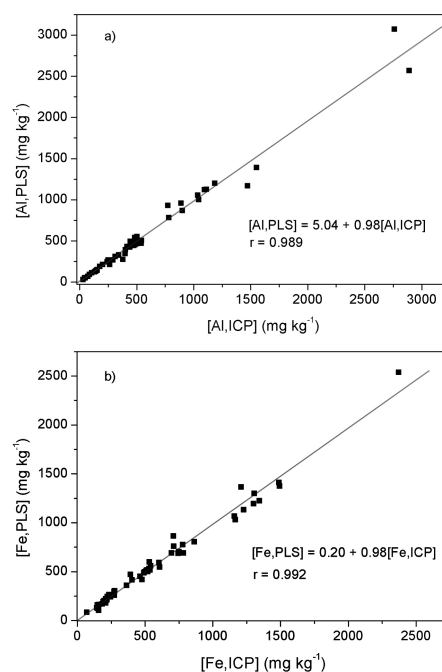 a)
3000
2500
2000
1500
1000
500
0
[Al,PLS] (mg kg⁻¹)
[Al,PLS] = 5.04 + 0.98[Al,ICP]
r = 0.989
0 500 1000 1500 2000 2500 3000
[Al,ICP] (mg kg⁻¹)
b)
2500
2000
1500
1000
500
0
[Fe,PLS] (mg kg⁻¹)
[Fe,PLS] = 0.20 + 0.98[Fe,ICP]
r = 0.992
0 500 1000 1500 2000 2500
[Fe,ICP] (mg kg⁻¹)